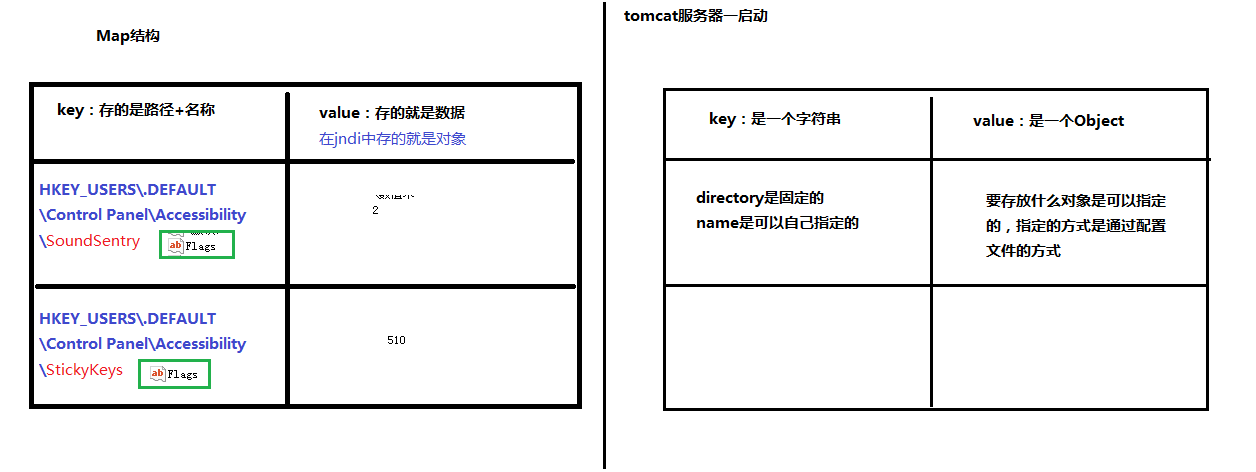 Map结构
key：存的是路径+名称
value：存的就是数据
在jndi中存的就是对象
HKEY_USERS\.DEFAULT
\Control Panel\Accessibility
\SoundSentry
Flags
2
HKEY_USERS\.DEFAULT
\Control Panel\Accessibility
\StickyKeys
Flags
510
tomcat服务器一启动
key：是一个字符串
value：是一个Object
directory是固定的
name是可以自己指定的
要存放什么对象是可以指定
的，指定的方式是通过配置
文件的方式